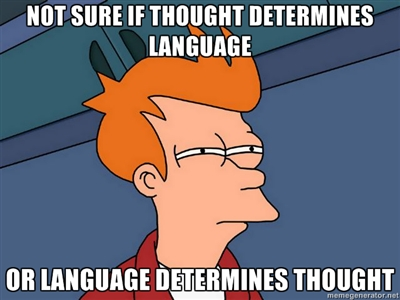 NOT SURE IF THOUGHT DETERMINES
LANGUAGE
OR LANGUAGE DETERMINES THOUGHT
memegenerator.net